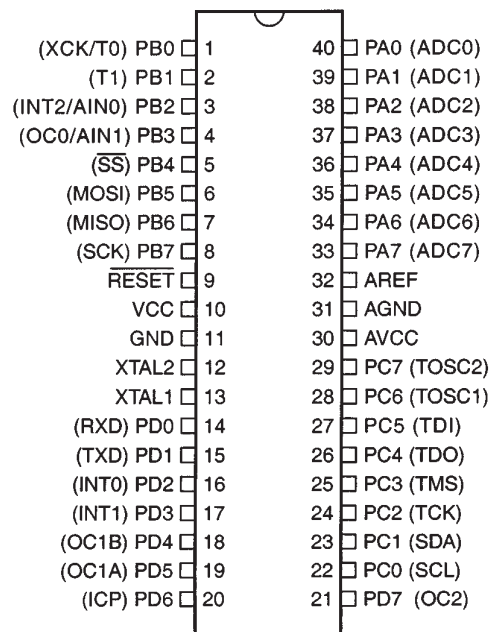 (XCK/T0) PB0 1 40 PA0 (ADC0)
(T1) PB1 2 39 PA1 (ADC1)
(INT2/AIN0) PB2 3 38 PA2 (ADC2)
(OC0/AIN1) PB3 4 37 PA3 (ADC3)
(S̅S̅) PB4 5 36 PA4 (ADC4)
(MOSI) PB5 6 35 PA5 (ADC5)
(MISO) PB6 7 34 PA6 (ADC6)
(SCK) PB7 8 33 PA7 (ADC7)
R̅E̅S̅E̅T̅ 9 32 AREF
VCC 10 31 AGND
GND 11 30 AVCC
XTAL2 12 29 PC7 (TOSC2)
XTAL1 13 28 PC6 (TOSC1)
(RXD) PD0 14 27 PC5 (TDI)
(TXD) PD1 15 26 PC4 (TDO)
(INT0) PD2 16 25 PC3 (TMS)
(INT1) PD3 17 24 PC2 (TCK)
(OC1B) PD4 18 23 PC1 (SDA)
(OC1A) PD5 19 22 PC0 (SCL)
(ICP) PD6 20 21 PD7 (OC2)